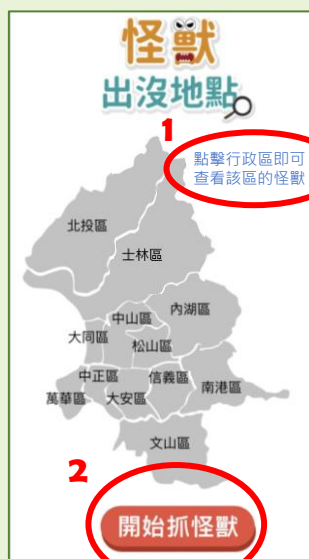 怪獸
出沒地點
1
點擊行政區即可
查看該區的怪獸
北投區
士林區
內湖區
中山區
大同區
松山區
中正區
信義區
南港區
萬華區
大安區
文山區
2
開始抓怪獸